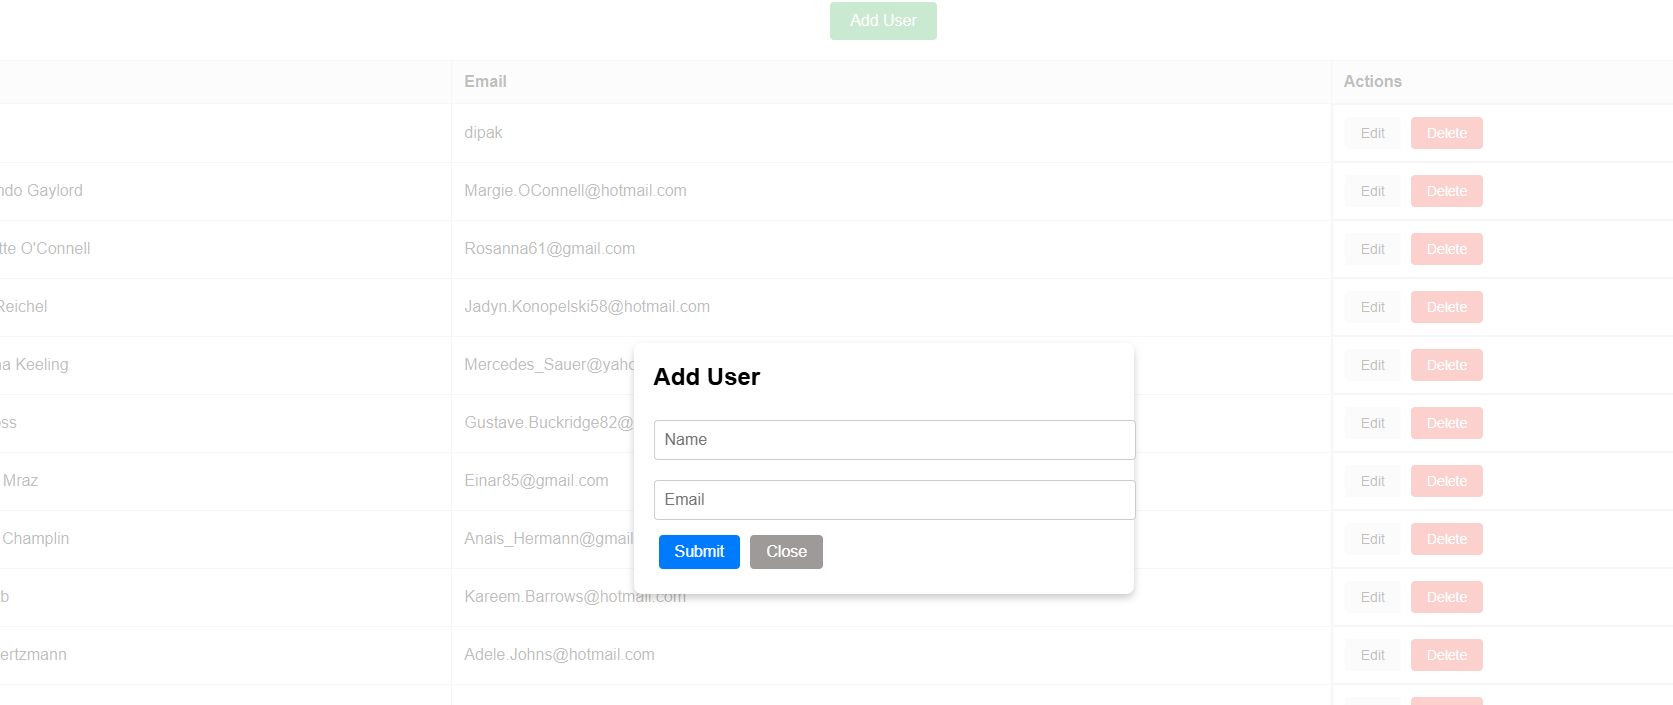 Add User
Email Actions
dipak Edit Delete
ndo Gaylord Margie.OConnell@hotmail.com Edit Delete
tte O'Connell Rosanna61@gmail.com Edit Delete
Reichel Jadyn.Konopelski58@hotmail.com Edit Delete
na Keeling Mercedes_Sauer@yaho Edit Delete
Add User
oss Gustave.Buckridge82@ Edit Delete
Name
Mraz Einar85@gmail.com Edit Delete
Email
Champlin Anais_Hermann@gmail Edit Delete
Submit Close
b Kareem.Barrows@hotmail.com Edit Delete
ertzmann Adele.Johns@hotmail.com Edit Delete